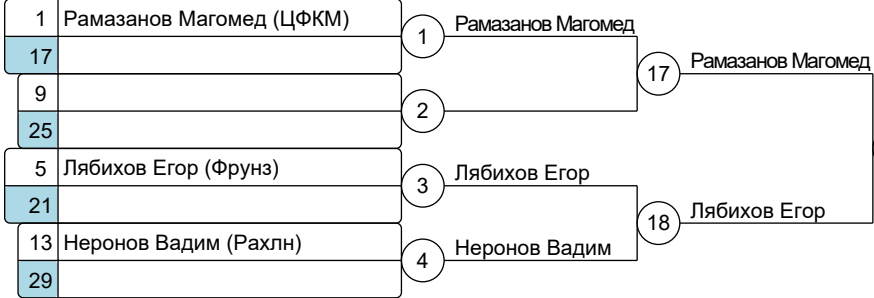 1 Рамазанов Магомед (ЦФКМ)
17
1 Рамазанов Магомед
9
25
2
17 Рамазанов Магомед
5 Лябихов Егор (Фрунз)
21
3 Лябихов Егор
13 Неронов Вадим (Рахлн)
29
4 Неронов Вадим
18 Лябихов Егор